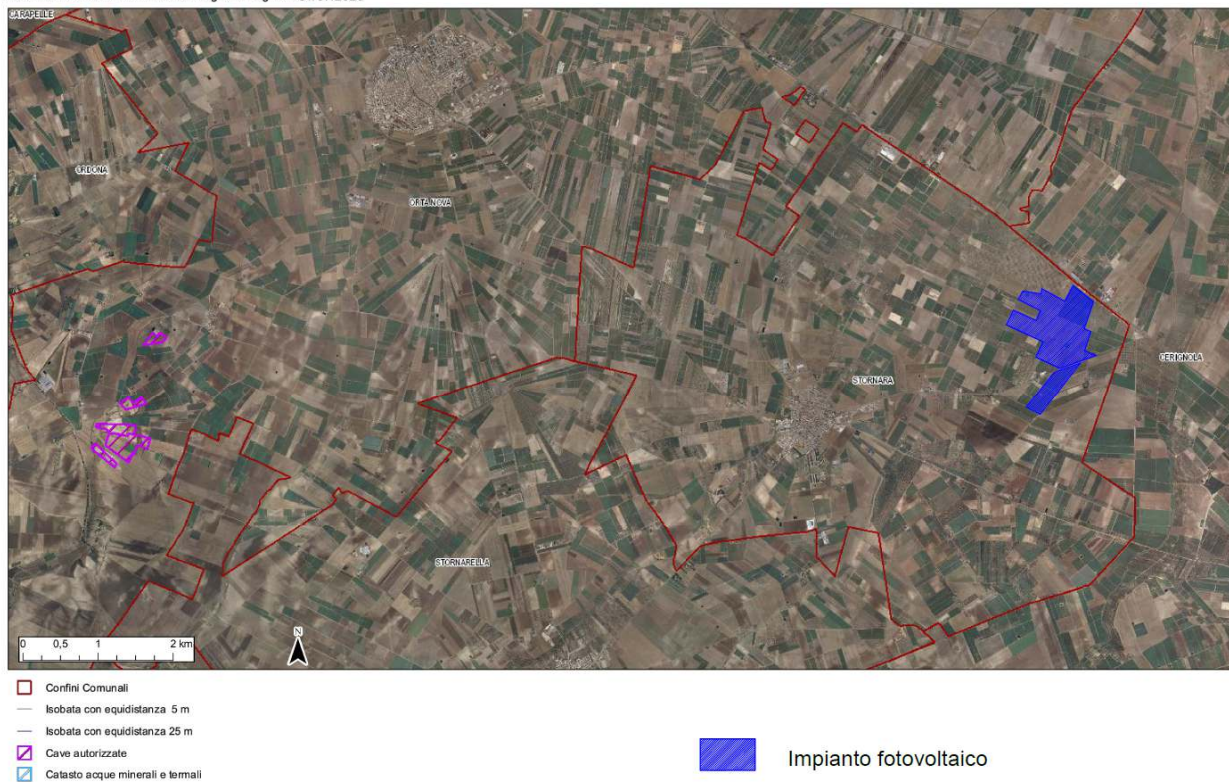 CARAPELLE
ORDONA
ORTA NOVA
STORNARA
CERIGNOLA
STORNARELLA
0 0,5 1 2 km
N
Confini Comunali
Isobata con equidistanza 5 m
Isobata con equidistanza 25 m
Cave autorizzate
Catasto acque minerali e termali
Impianto fotovoltaico